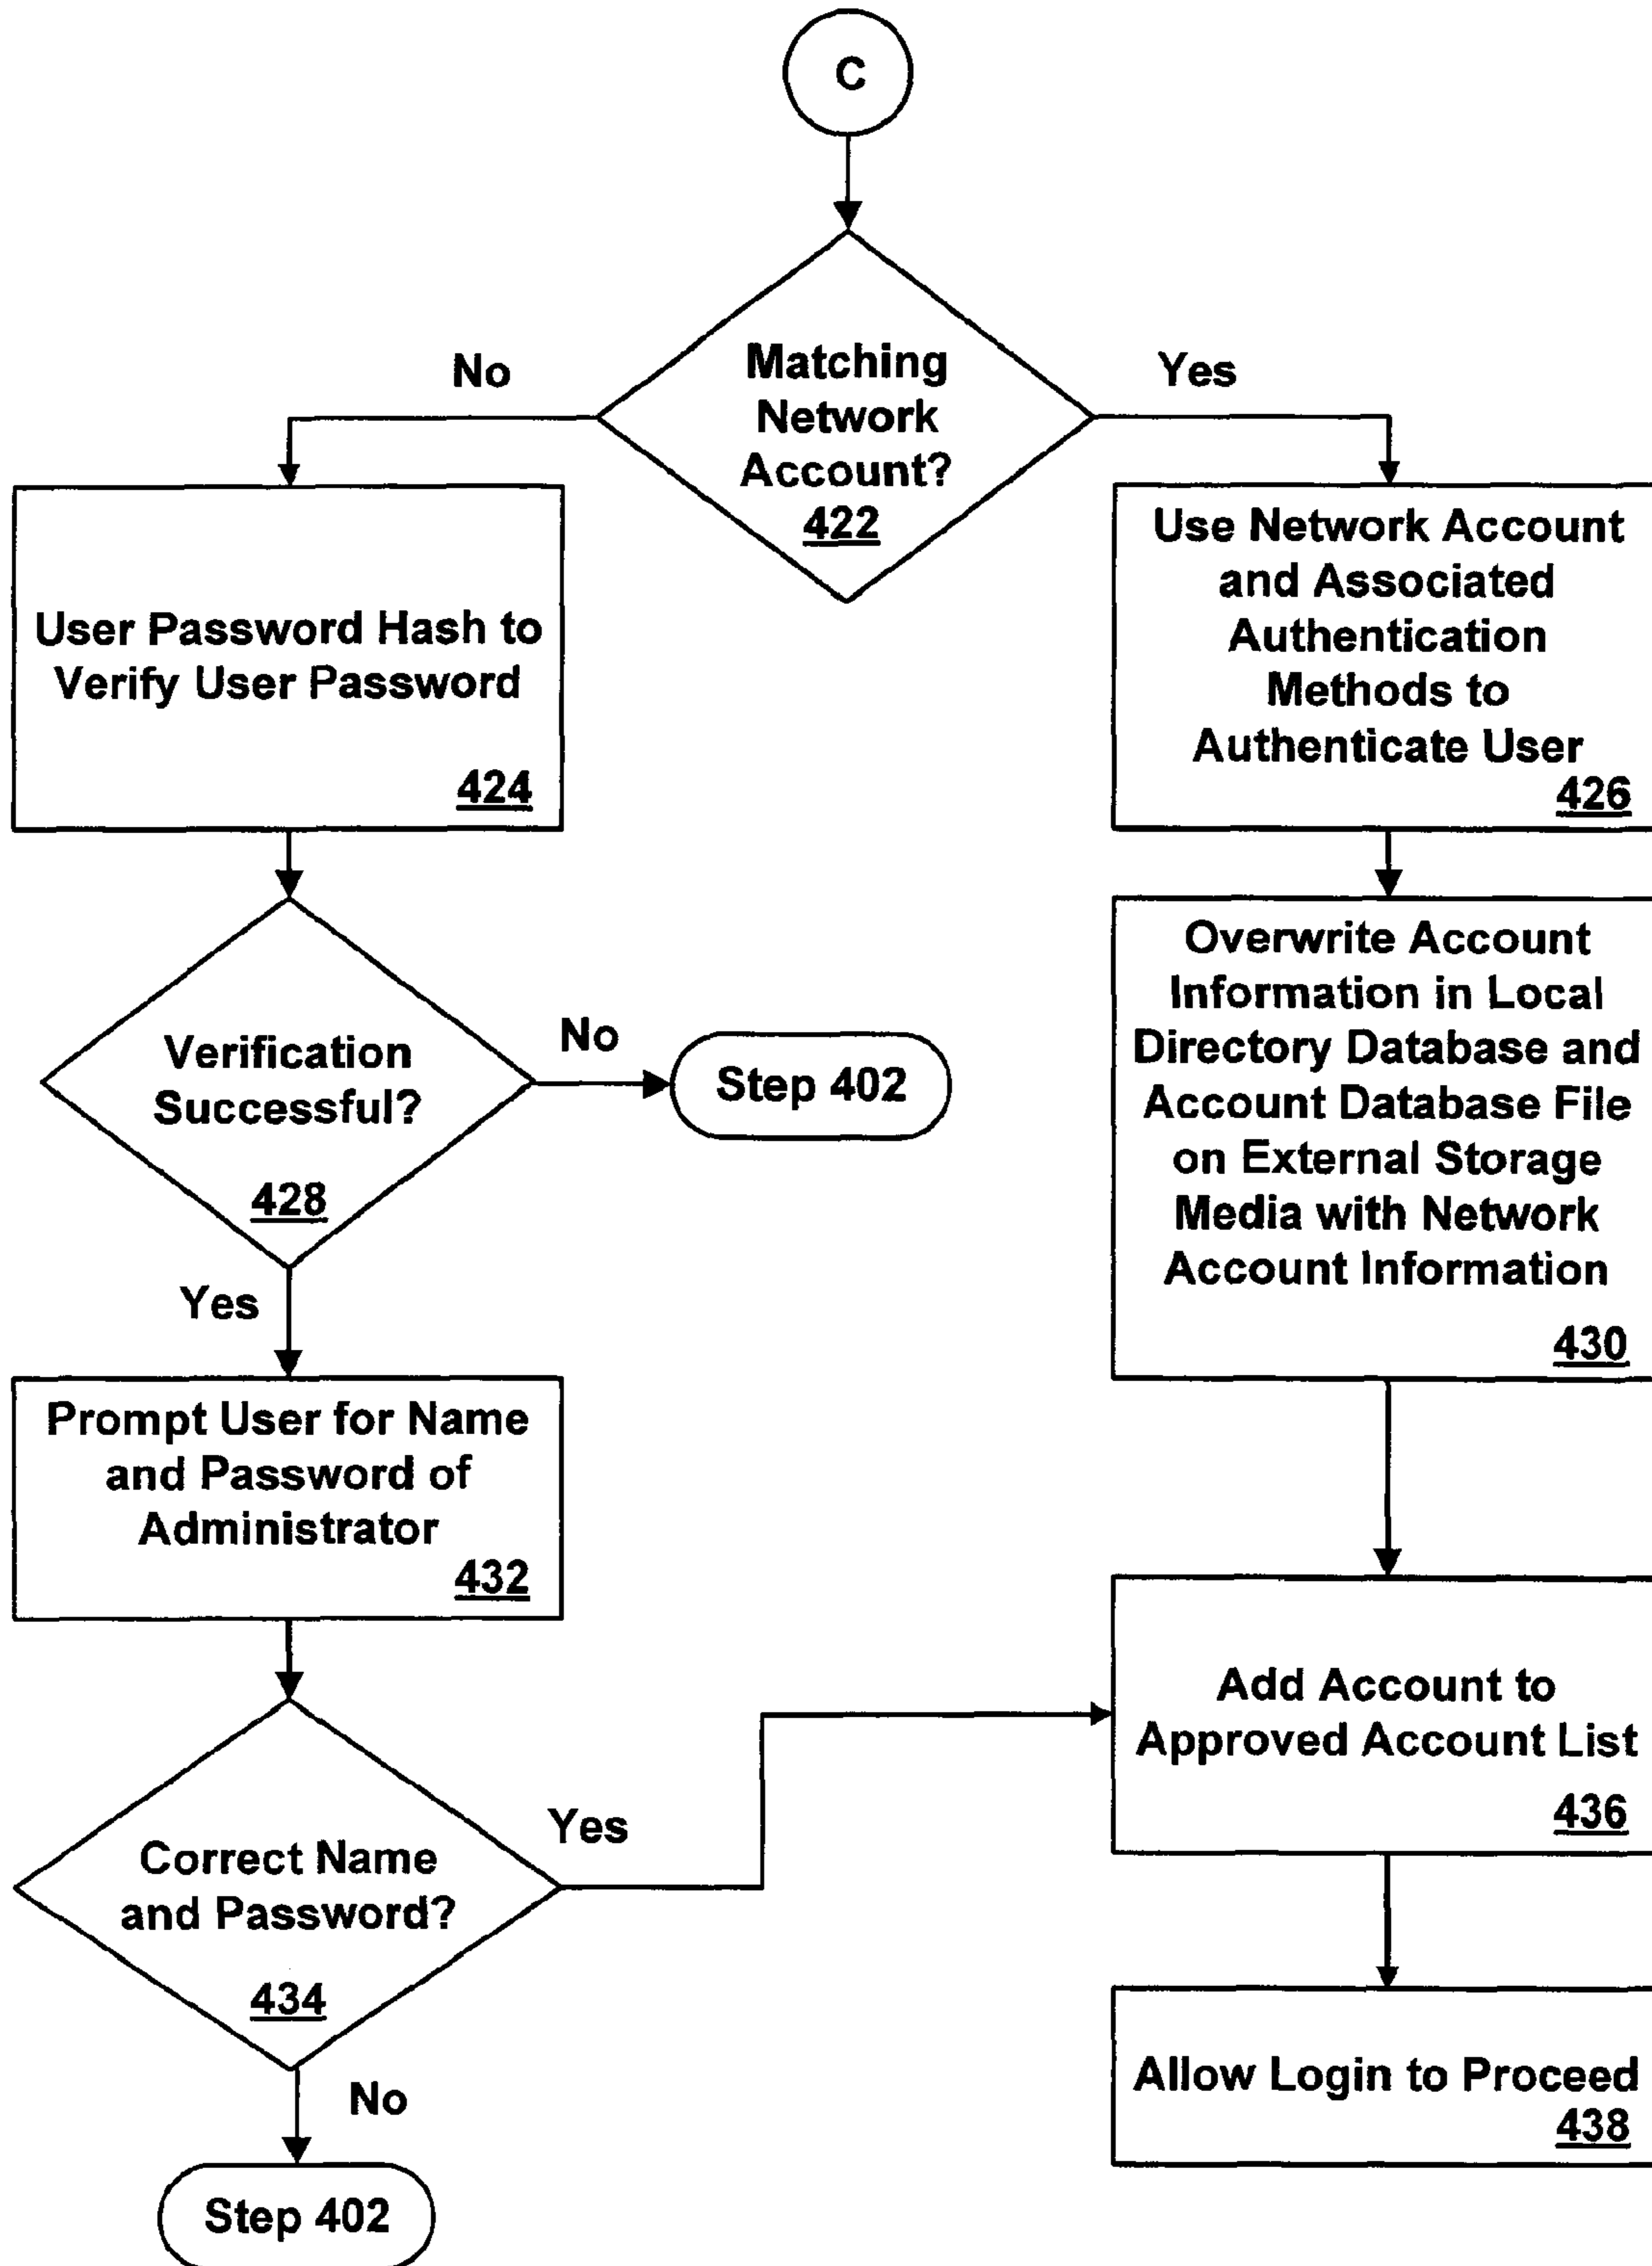 C
Matching
Network
Account?
422
No
Yes
User Password Hash to
Verify User Password
424
Use Network Account
and Associated
Authentication
Methods to
Authenticate User
426
Verification
Successful?
428
No
Step 402
Yes
Overwrite Account
Information in Local
Directory Database and
Account Database File
on External Storage
Media with Network
Account Information
430
Prompt User for Name
and Password of
Administrator
432
Correct Name
and Password?
434
Yes
No
Step 402
Add Account to
Approved Account List
436
Allow Login to Proceed
438